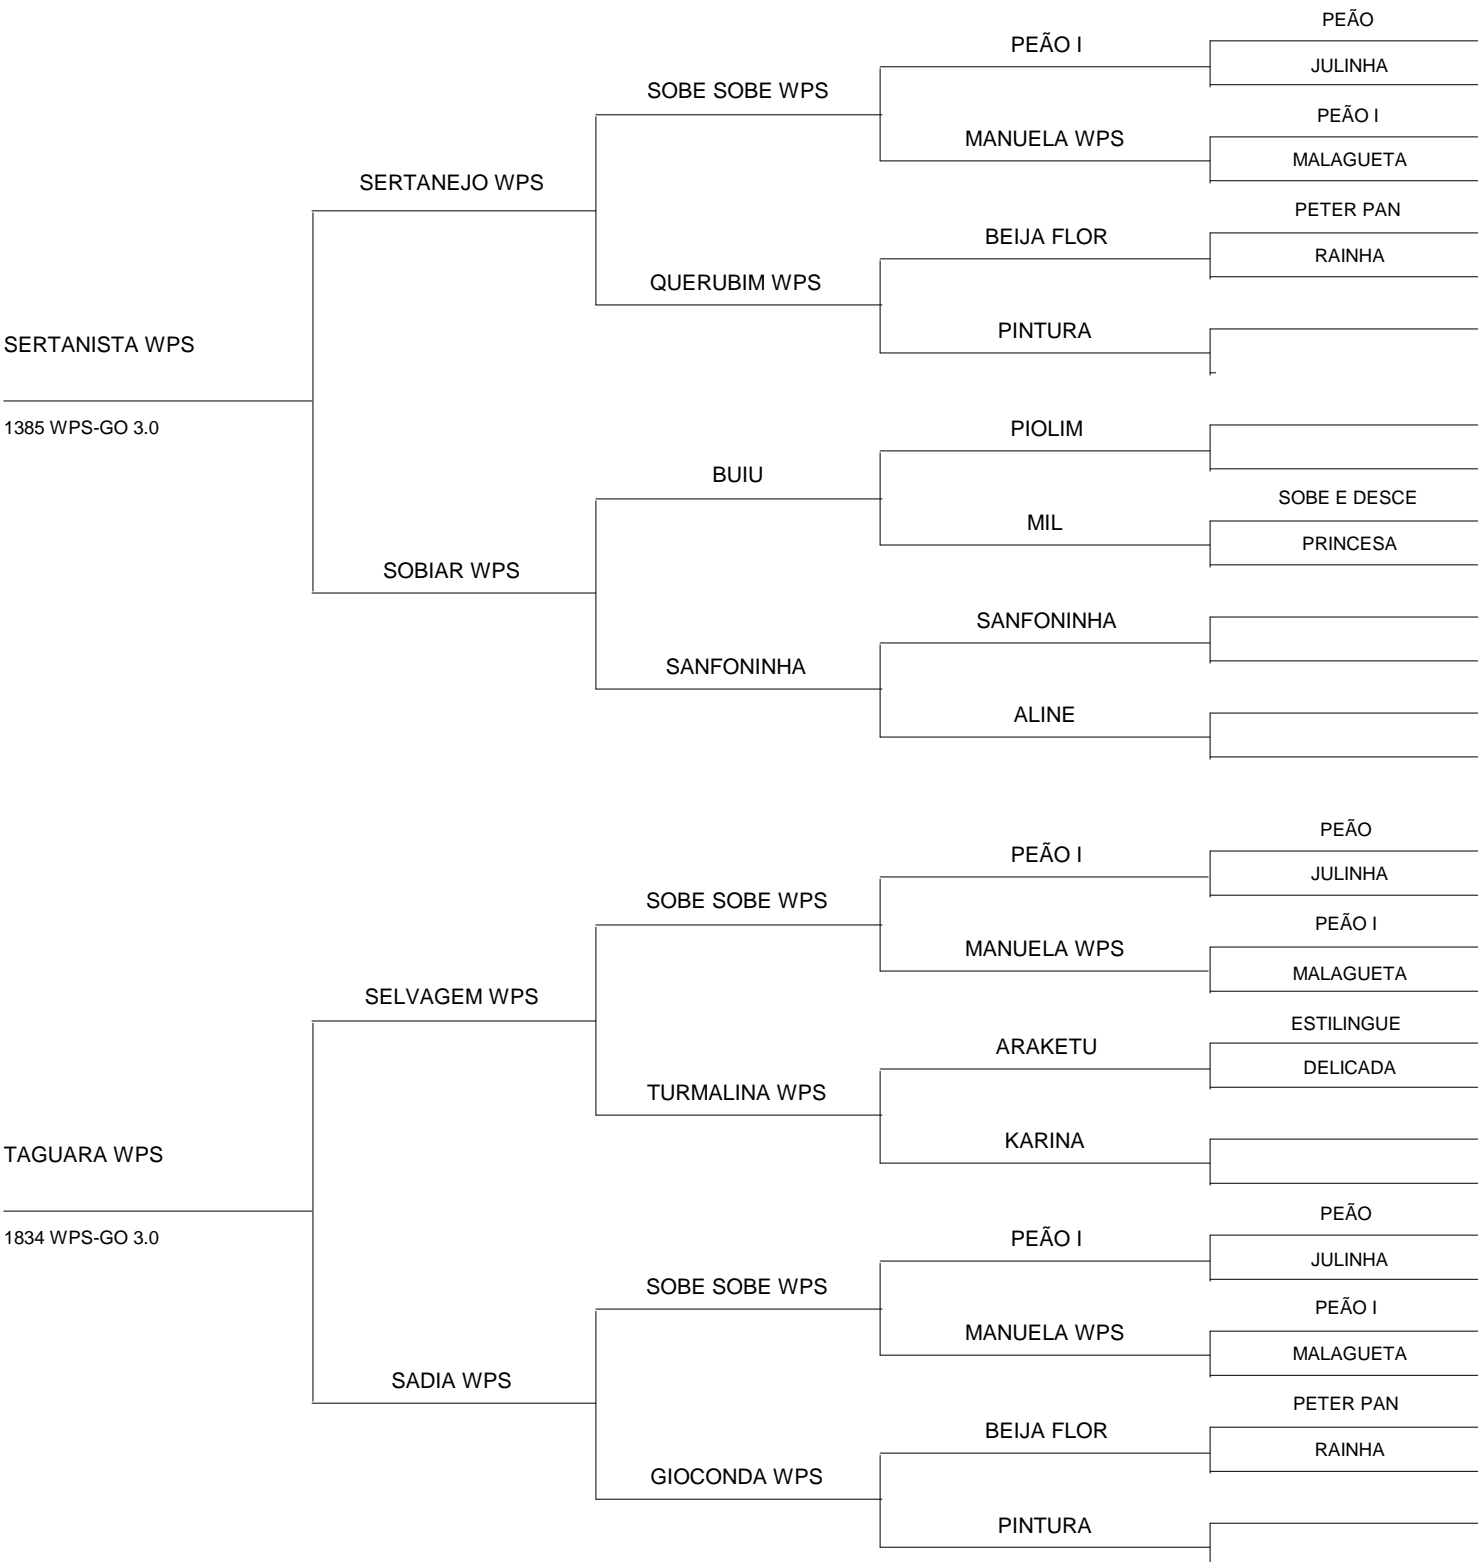 PEÃO
PEÃO I
JULINHA
SOBE SOBE WPS
PEÃO I
MANUELA WPS
MALAGUETA
SERTANEJO WPS
PETER PAN
BEIJA FLOR
RAINHA
QUERUBIM WPS
PINTURA
SERTANISTA WPS
1385 WPS-GO 3.0
PIOLIM
BUIU
SOBE E DESCE
MIL
PRINCESA
SOBIAR WPS
SANFONINHA
SANFONINHA
ALINE
PEÃO
PEÃO I
JULINHA
SOBE SOBE WPS
PEÃO I
MANUELA WPS
MALAGUETA
SELVAGEM WPS
ESTILINGUE
ARAKETU
DELICADA
TURMALINA WPS
KARINA
TAGUARA WPS
1834 WPS-GO 3.0
PEÃO
PEÃO I
JULINHA
SOBE SOBE WPS
PEÃO I
MANUELA WPS
MALAGUETA
SADIA WPS
PETER PAN
BEIJA FLOR
RAINHA
GIOCONDA WPS
PINTURA